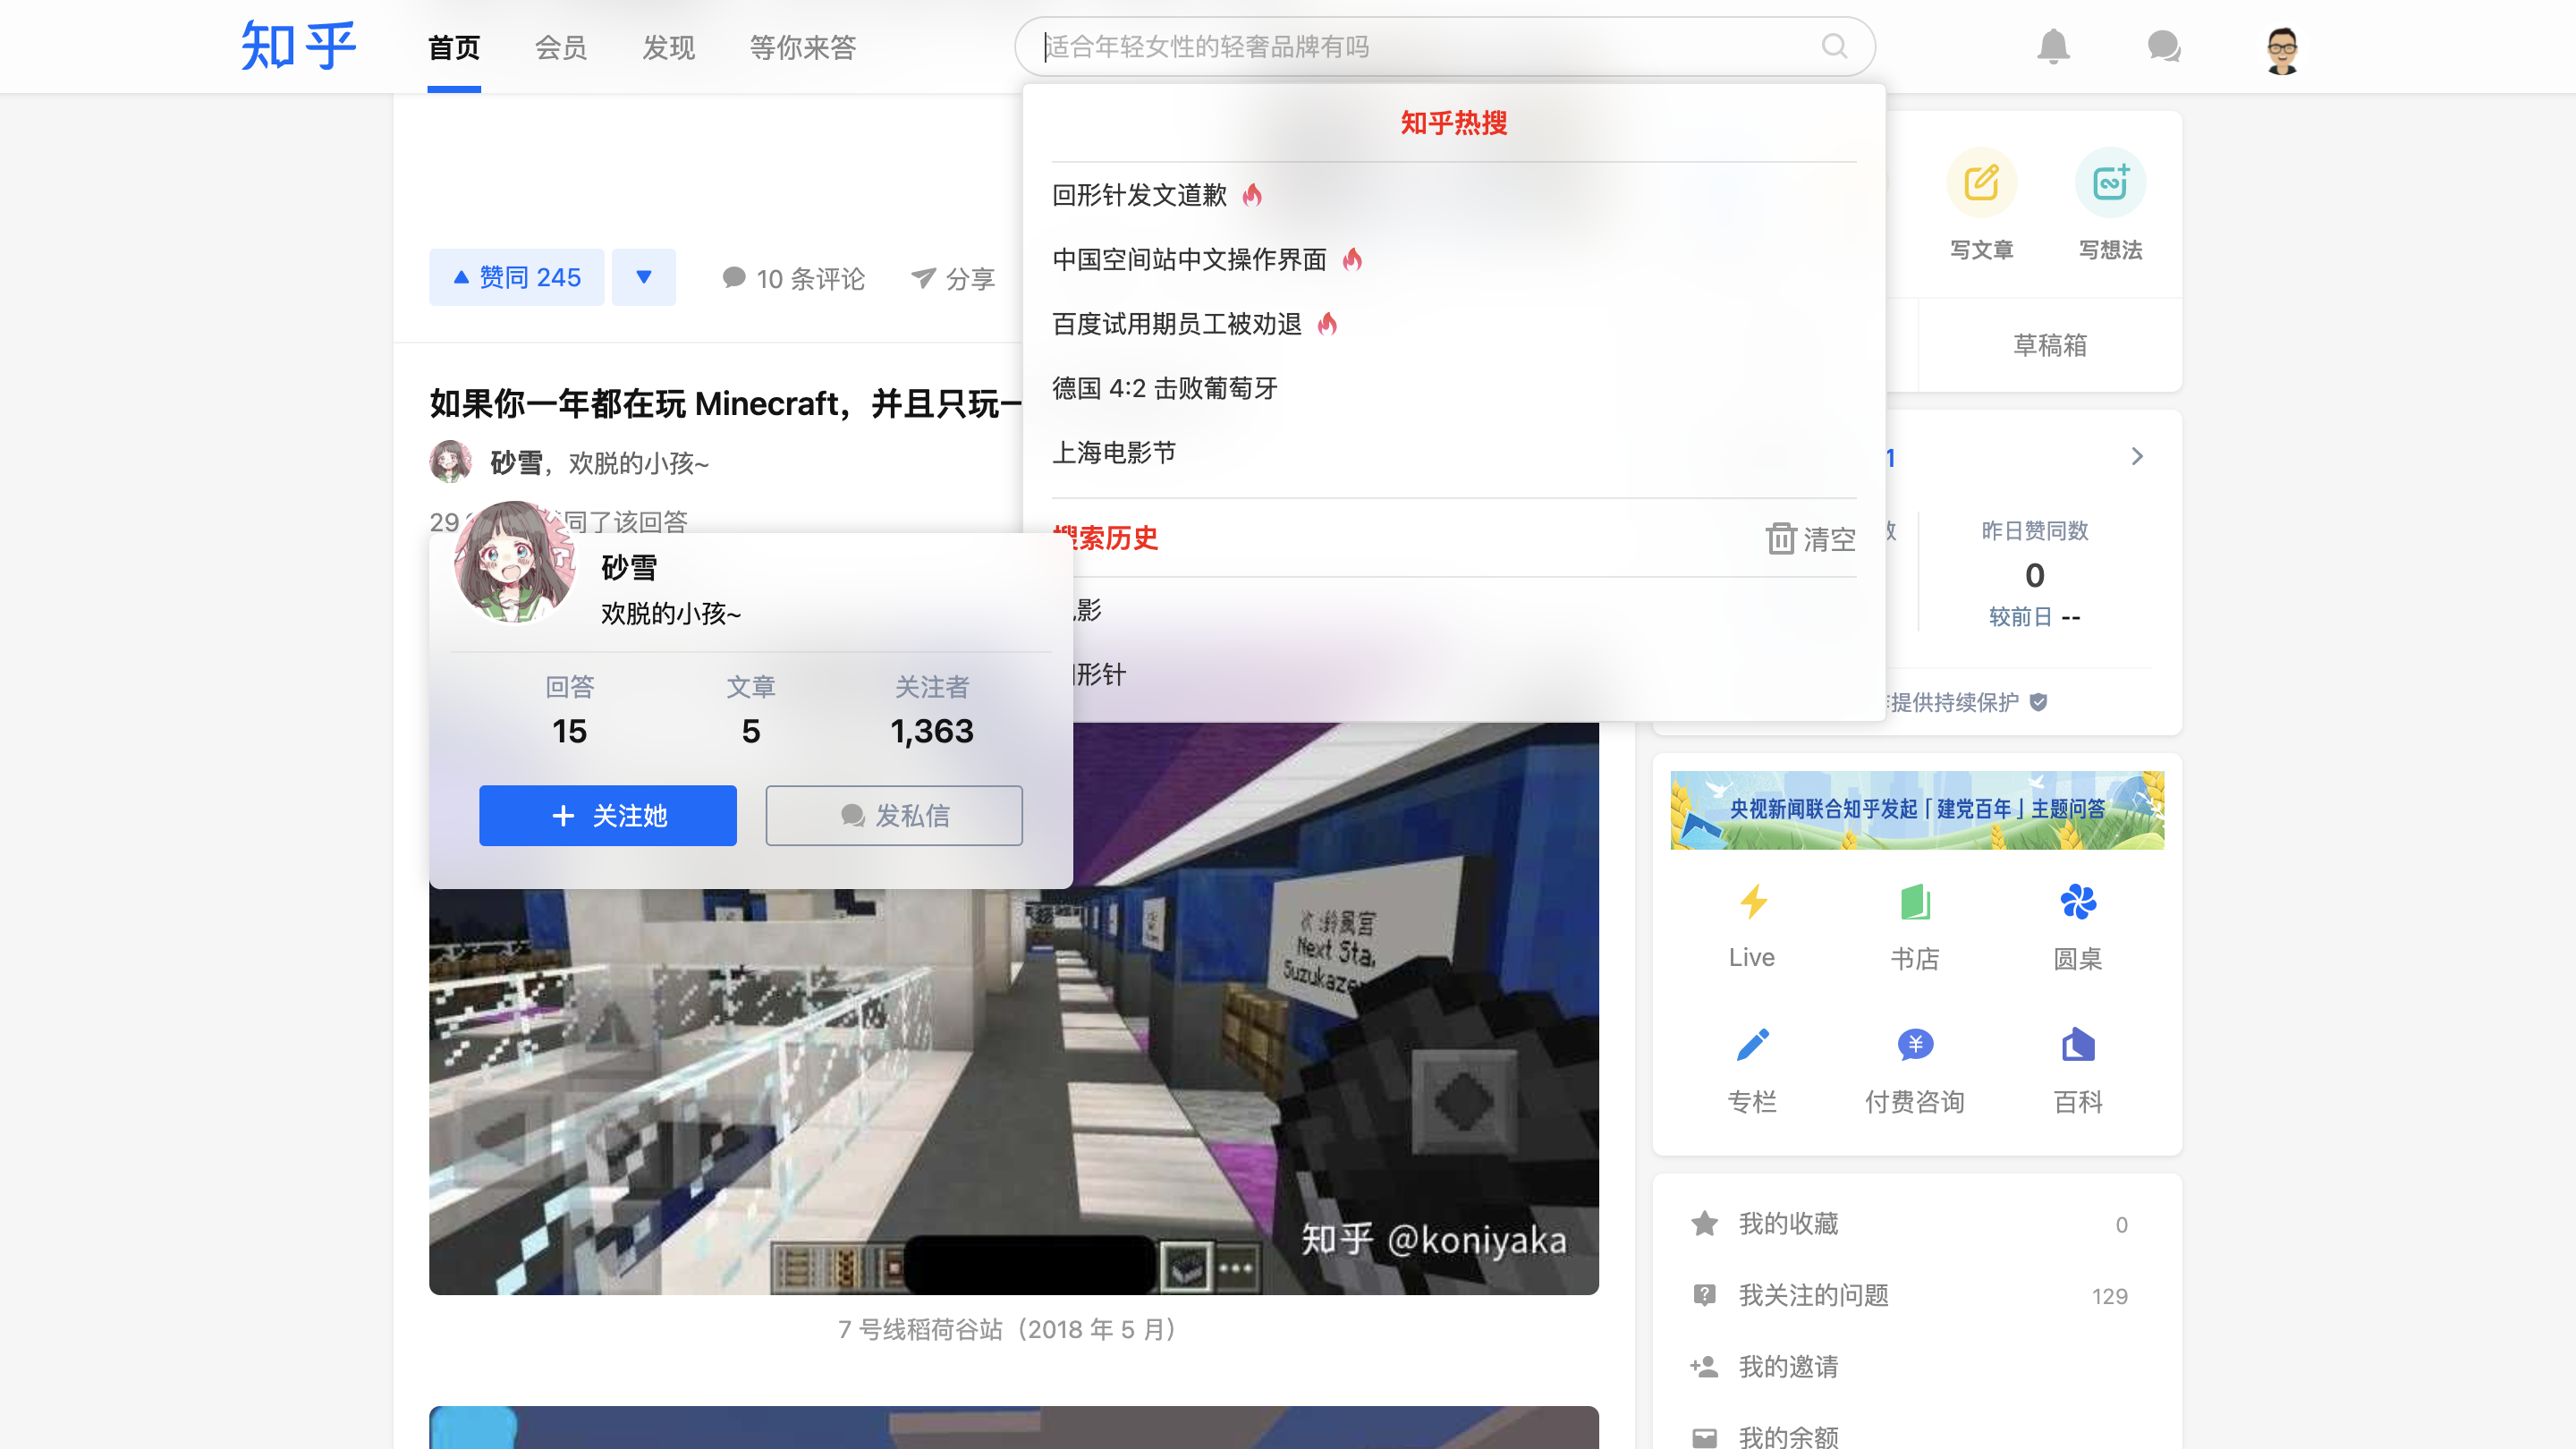 知乎
首页
会员
发现
等你来答
适合年轻女性的轻奢品牌有吗
知乎热搜
回形针发文道歉
中国空间站中文操作界面
百度试用期员工被劝退
德国 4:2 击败葡萄牙
上海电影节
搜索历史
清空
影
形针
赞同 245
10 条评论
分享
如果你一年都在玩 Minecraft，并且只玩一
砂雪，欢脱的小孩~
29
同了该回答
砂雪
欢脱的小孩~
回答
15
文章
5
关注者
1,363
关注她
发私信
Next Sta.
知乎 @koniyaka
7 号线稻荷谷站（2018 年 5 月）
写文章
写想法
草稿箱
1
昨日赞同数
0
较前日 --
提供持续保护
央视新闻联合知乎发起「建党百年」主题问答
Live
书店
圆桌
专栏
付费咨询
百科
我的收藏
0
我关注的问题
129
我的邀请
我的余额